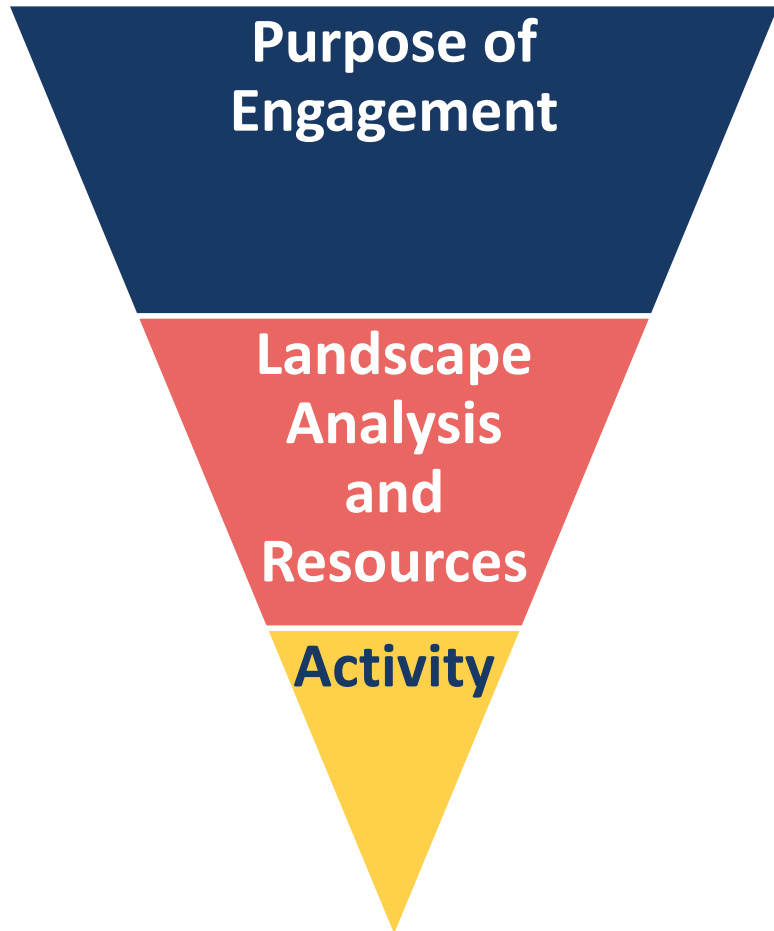 Purpose of
Engagement
Landscape
Analysis
and
Resources
Activity